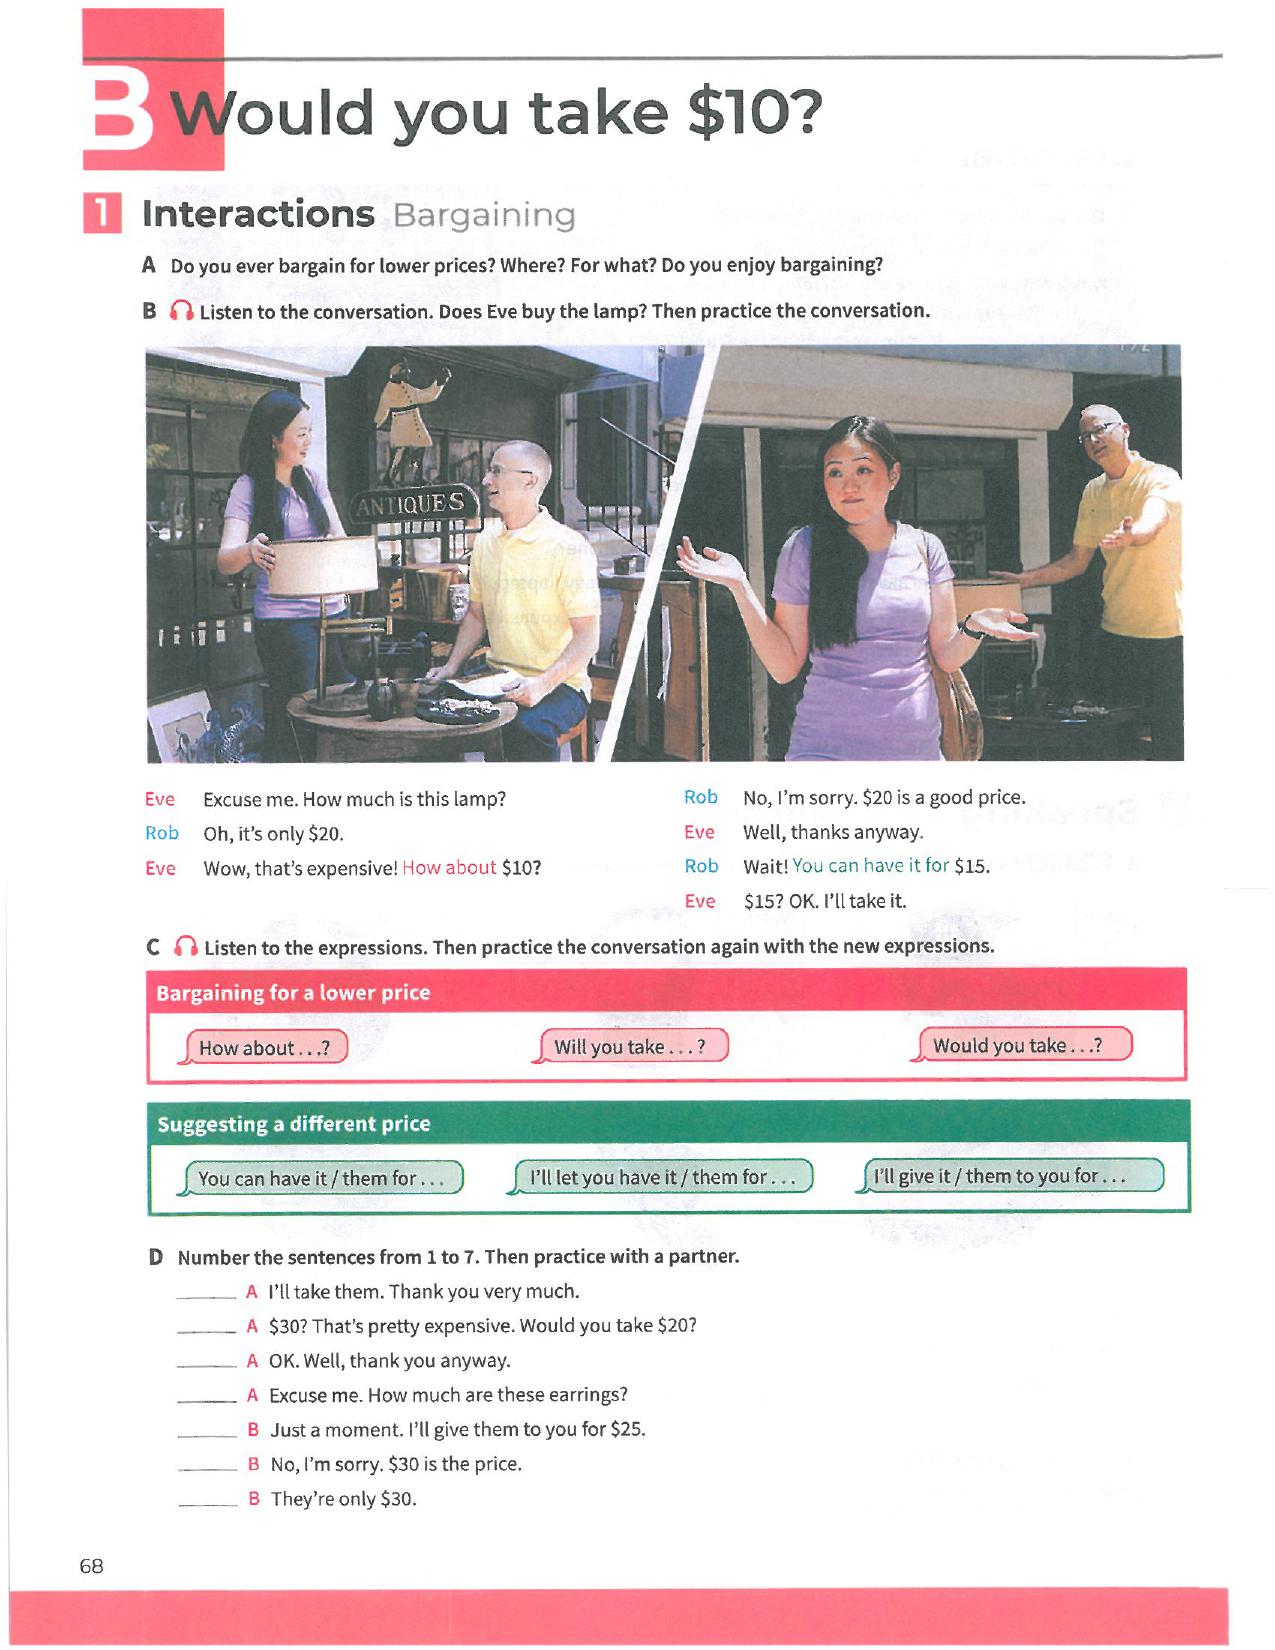 B Would you take $10?
1 Interactions Bargaining
A Do you ever bargain for lower prices? Where? For what? Do you enjoy bargaining?
B Listen to the conversation. Does Eve buy the lamp? Then practice the conversation.
ANTIQUES
Eve Excuse me. How much is this lamp?
Rob Oh, it's only $20.
Eve Wow, that's expensive! How about $10?
Rob No, I'm sorry. $20 is a good price.
Eve Well, thanks anyway.
Rob Wait! You can have it for $15.
Eve $15? OK. I'll take it.
C Listen to the expressions. Then practice the conversation again with the new expressions.
Bargaining for a lower price
How about . . .? Will you take . . . ? Would you take . . .?
Suggesting a different price
You can have it / them for . . . I'll let you have it / them for . . . I'll give it / them to you for . . .
D Number the sentences from 1 to 7. Then practice with a partner.
______ A I'll take them. Thank you very much.
______ A $30? That's pretty expensive. Would you take $20?
______ A OK. Well, thank you anyway.
______ A Excuse me. How much are these earrings?
______ B Just a moment. I'll give them to you for $25.
______ B No, I'm sorry. $30 is the price.
______ B They're only $30.
68